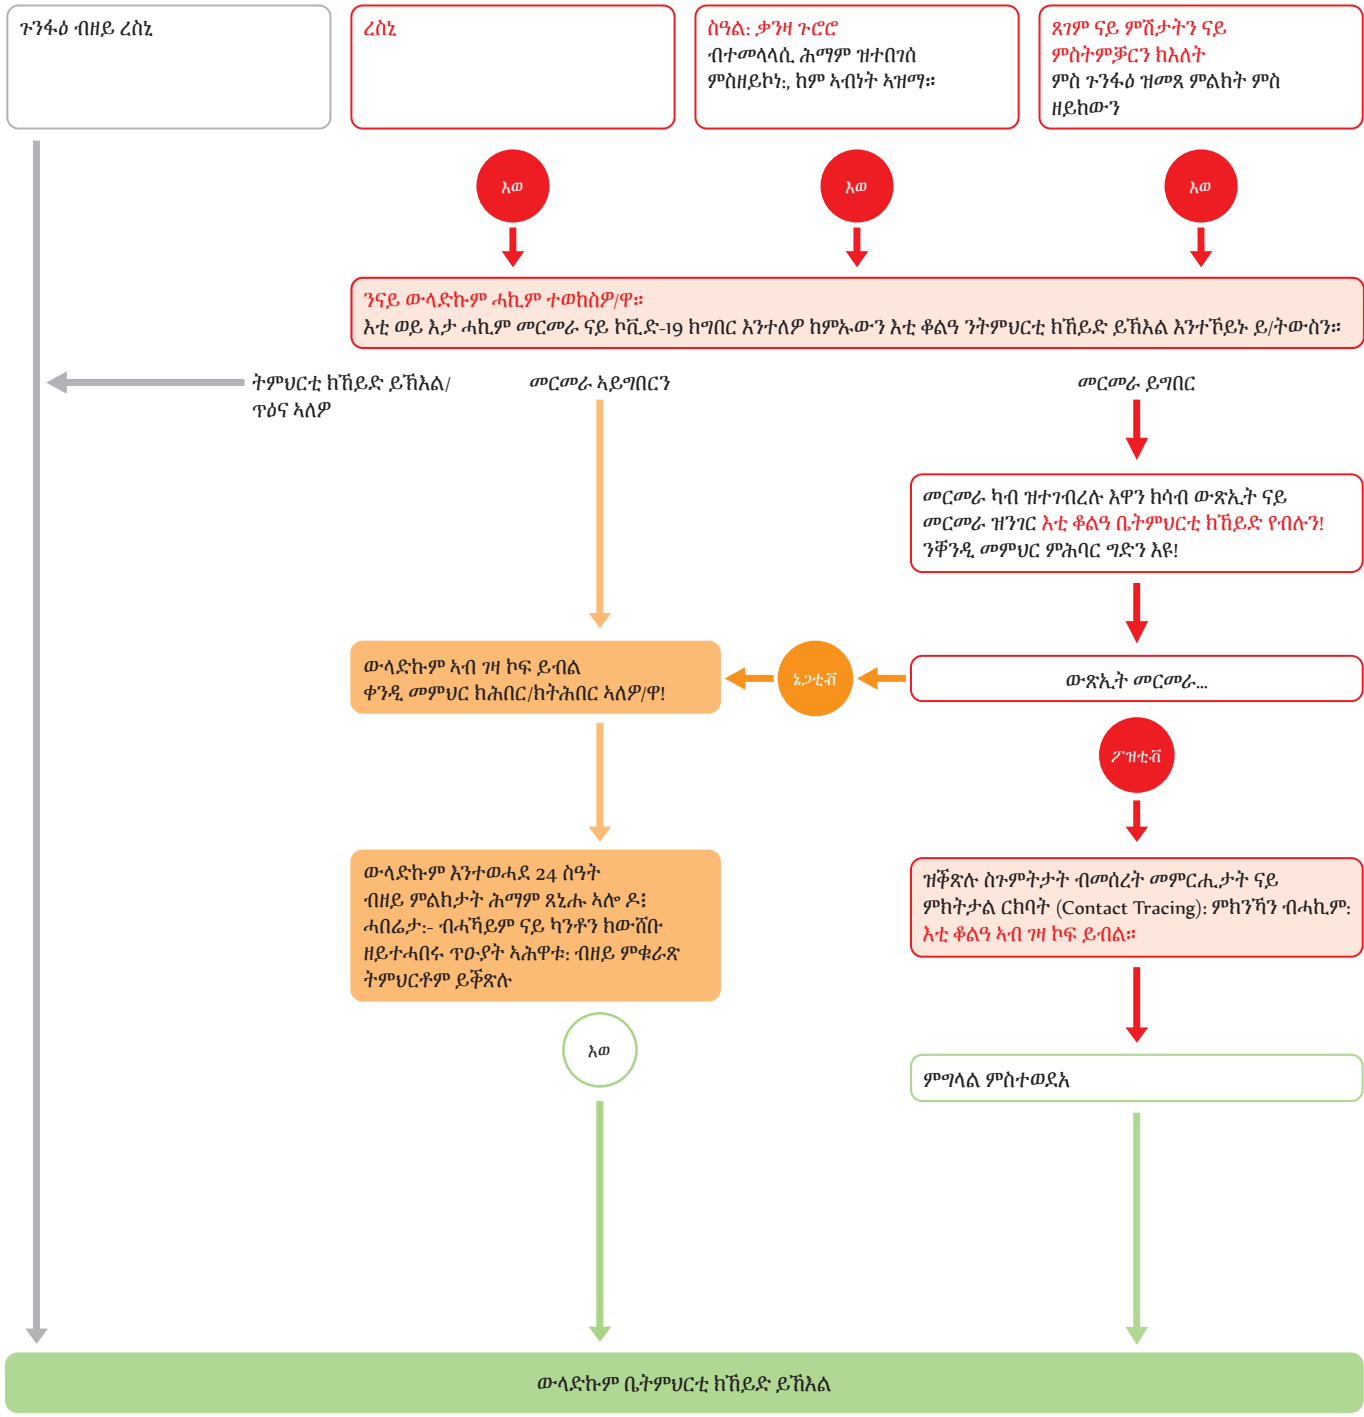 ጉንፋዕ ብዘይ ረስኒ
ረስኒ
ስዓል: ቃንዛ ጉሮሮ
ብተመላላሲ ሕማም ዝተበገሰ
ምስዘይኮነ:, ከም ኣብነት ኣዝማ።
ጸገም ናይ ምሽታትን ናይ
ምስትምቓርን ክእለት
ምስ ጉንፋዕ ዝመጻ ምልክት ምስ
ዘይከውን
እወ
እወ
እወ
ንናይ ውላድኩም ሓኪም ተወከስዎ/ዋ።
እቲ ወይ እታ ሓኪም መርመራ ናይ ኮቪድ-19 ክግበር እንተለዎ ከምኡውን እቲ ቆልዓ ንትምህርቲ ክኸይድ ይኽእል እንተኾይኑ ይ/ትውስን።
ትምህርቲ ክኸይድ ይኽእል/
ጥዕና ኣለዎ
መርመራ ኣይግበርን
መርመራ ይግበር
መርመራ ካብ ዝተገብረሉ እዋን ክሳብ ውጽኢት ናይ
መርመራ ዝንገር እቲ ቆልዓ ቤትምህርቲ ክኸይድ የብሉን!
ንቐንዲ መምህር ምሕባር ግድን እዩ!
ውላድኩም ኣብ ገዛ ኮፍ ይብል
ቀንዲ መምህር ክሕበር/ክትሕበር ኣለዎ/ዋ!
ኔጋቲቭ
ውጽኢት መርመራ...
ፖዝቲቭ
ውላድኩም እንተወሓደ 24 ስዓት
ብዘይ ምልክታት ሕማም ጸኒሑ ኣሎ ዶ፧
ሓበሬታ:- ብሓኻይም ናይ ካንቶን ክውሸቡ
ዘይተሓበሩ ጥዑያት ኣሕዋቱ: ብዘይ ምቁራጽ
ትምህርቶም ይቕጽሉ
ዝቕጽሉ ስጉምትታት ብመሰረት መምርሒታት ናይ
ምክትታል ርክባት (Contact Tracing): ምክንኻን ብሓኪም:
እቲ ቆልዓ ኣብ ገዛ ኮፍ ይብል።
እወ
ምግላል ምስተወደአ
ውላድኩም ቤትምህርቲ ክኸይድ ይኸእል